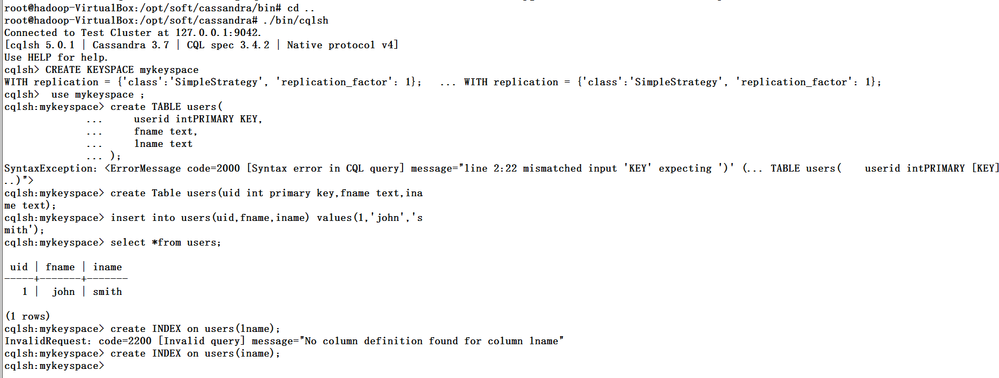 root@hadoop-VirtualBox:/opt/soft/cassandra/bin# cd ..
root@hadoop-VirtualBox:/opt/soft/cassandra# ./bin/cqlsh
Connected to Test Cluster at 127.0.0.1:9042.
[cqlsh 5.0.1 | Cassandra 3.7 | CQL spec 3.4.2 | Native protocol v4]
Use HELP for help.
cqlsh> CREATE KEYSPACE mykeyspace
WITH replication = {'class':'SimpleStrategy', 'replication_factor': 1};   ... WITH replication = {'class':'SimpleStrategy', 'replication_factor': 1};
cqlsh>  use mykeyspace ;
cqlsh:mykeyspace> create TABLE users(
              ...     userid intPRIMARY KEY,
              ...     fname text,
              ...     lname text
              ... );
SyntaxException: <ErrorMessage code=2000 [Syntax error in CQL query] message="line 2:22 mismatched input 'KEY' expecting ')' (... TABLE users(    userid intPRIMARY [KEY]
..)">
cqlsh:mykeyspace> create Table users(uid int primary key,fname text,ina
me text);
cqlsh:mykeyspace> insert into users(uid,fname,iname) values(1,'john','s
mith');
cqlsh:mykeyspace> select *from users;
 uid | fname | iname
-----+-------+-------
   1 |  john | smith
(1 rows)
cqlsh:mykeyspace> create INDEX on users(lname);
InvalidRequest: code=2200 [Invalid query] message="No column definition found for column lname"
cqlsh:mykeyspace> create INDEX on users(iname);
cqlsh:mykeyspace>